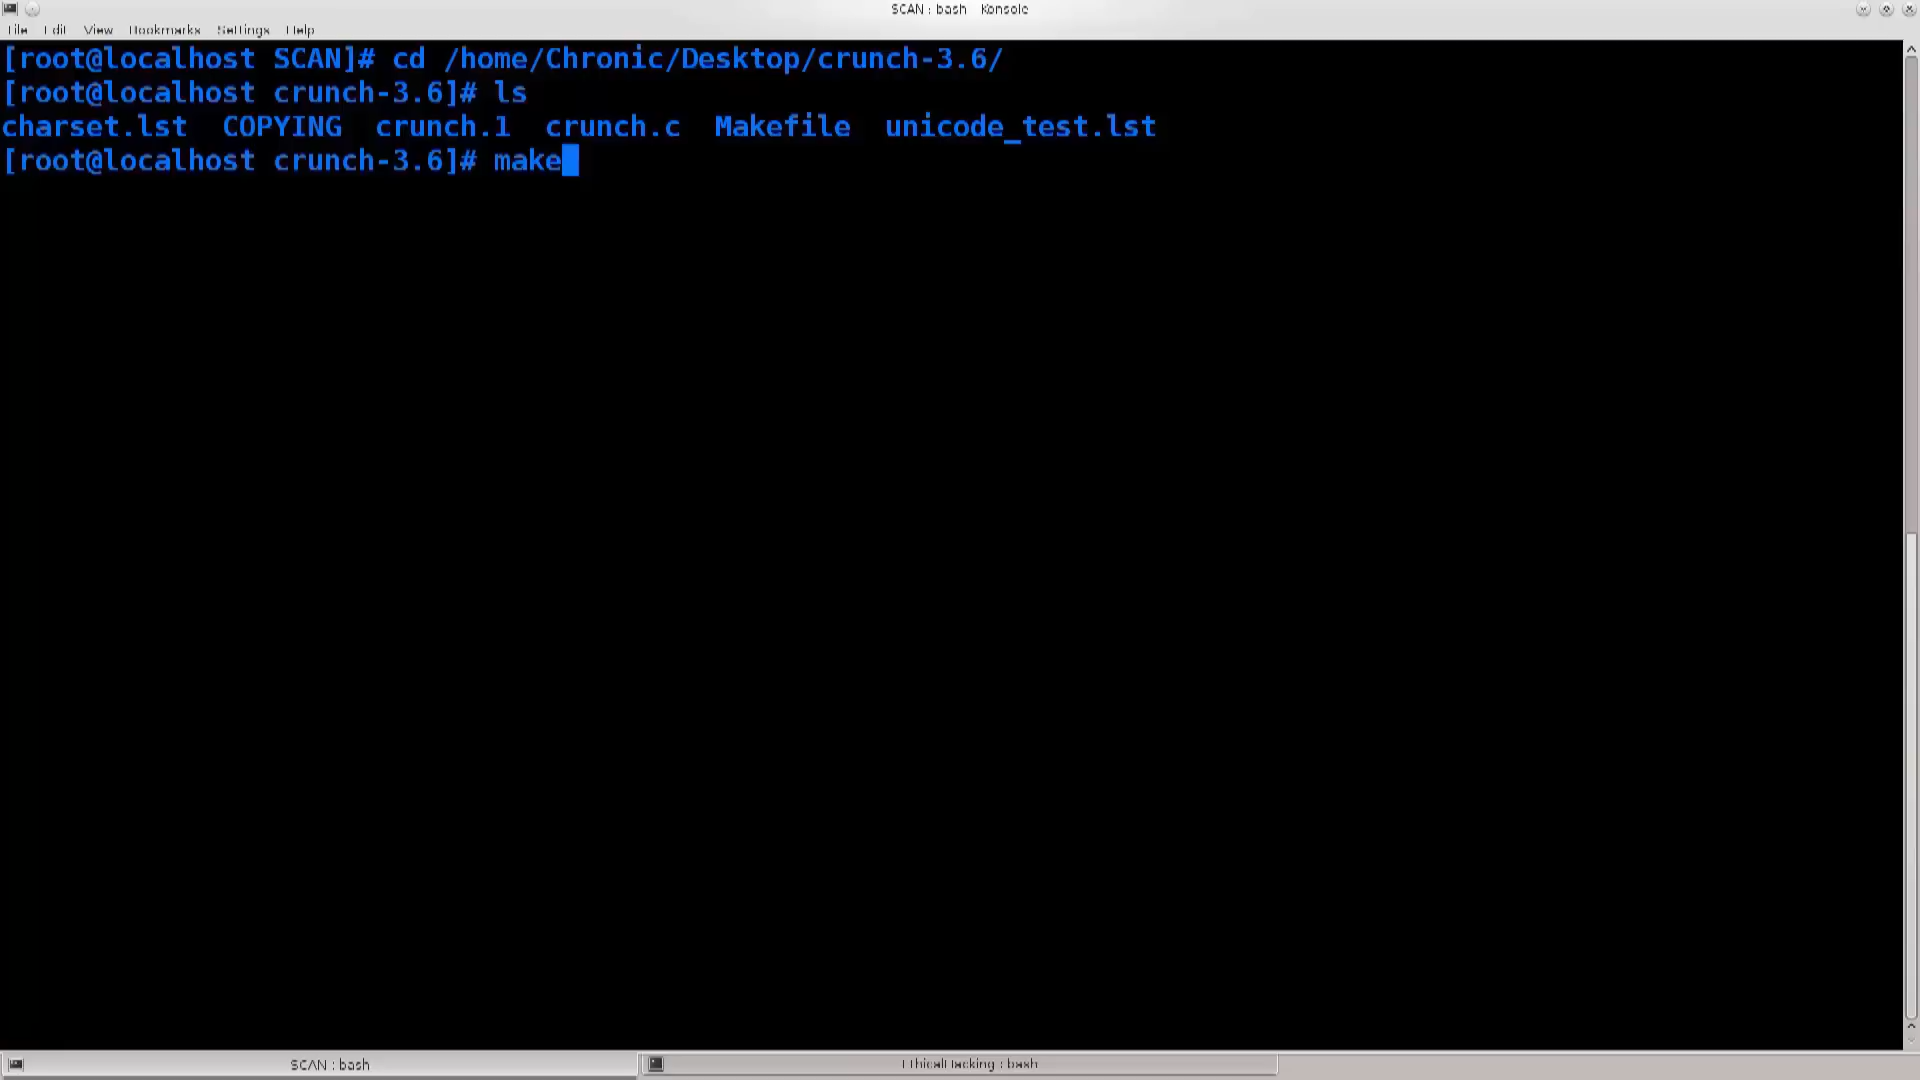 SCAN : bash Konsole
File Edit View Bookmarks Settings Help
[root@localhost SCAN]# cd /home/Chronic/Desktop/crunch-3.6/
[root@localhost crunch-3.6]# ls
charset.lst COPYING crunch.1 crunch.c Makefile unicode_test.lst
[root@localhost crunch-3.6]# make
SCAN : bash
EthicalHacking : bash